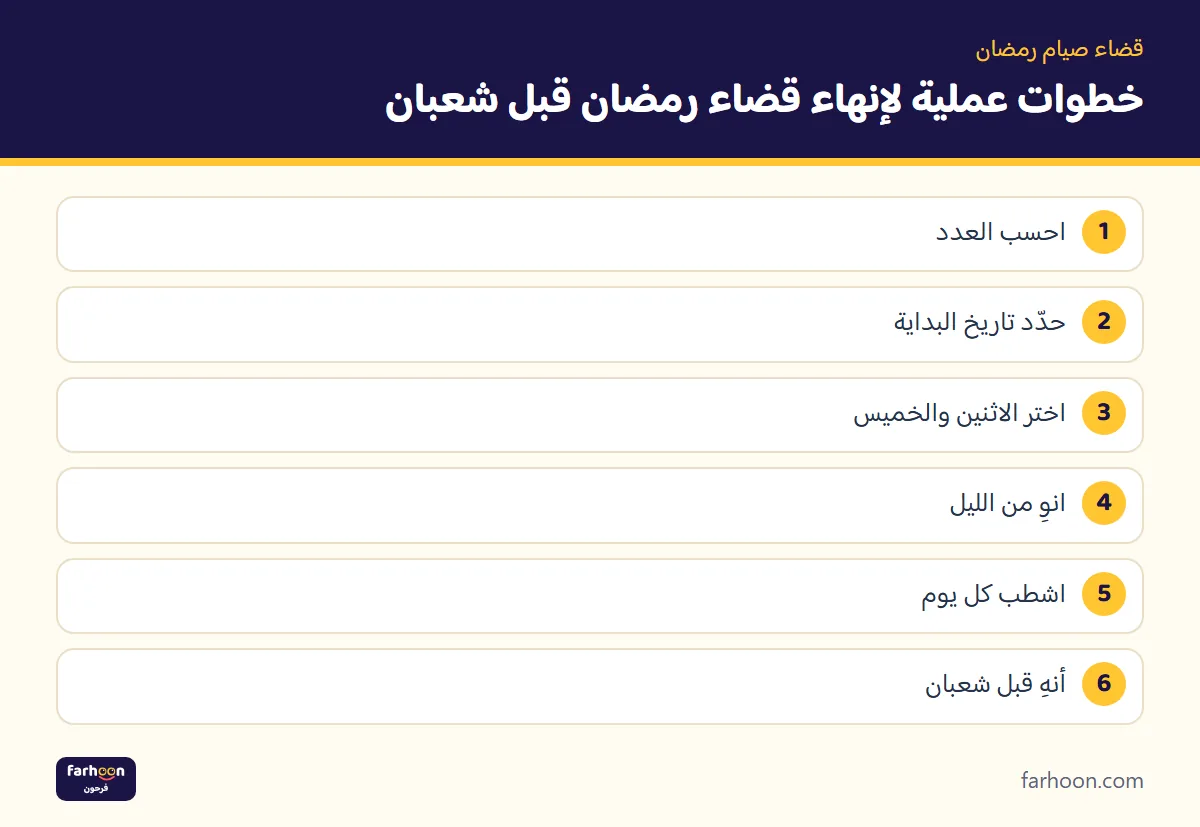 قضاء صيام رمضان
خطوات عملية لإنهاء قضاء رمضان قبل شعبان
1 احسب العدد
2 حدّد تاريخ البداية
3 اختر الاثنين والخميس
4 انوِ من الليل
5 اشطب كل يوم
6 أنهِ قبل شعبان
farhoon.com
farhoon
فرحون